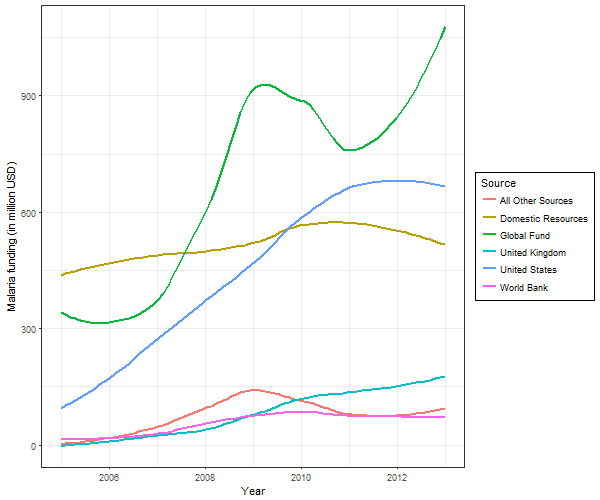 Malaria funding (in million USD)
900
600
300
0
2006 2008 2010 2012
Year
Source
All Other Sources
Domestic Resources
Global Fund
United Kingdom
United States
World Bank